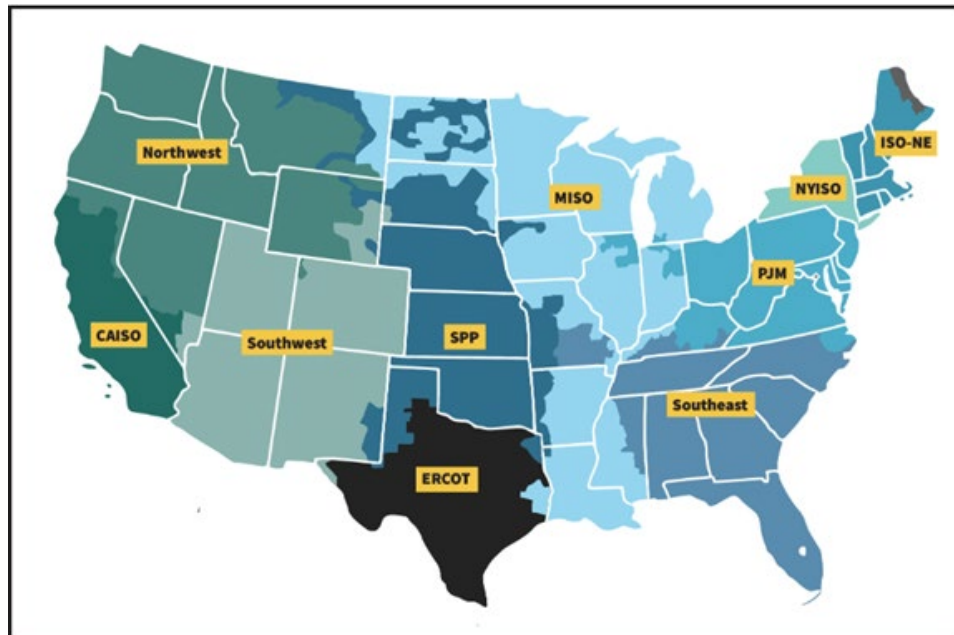 Northwest
ISO-NE
MISO
NYISO
PJM
CAISO
Southwest
SPP
Southeast
ERCOT